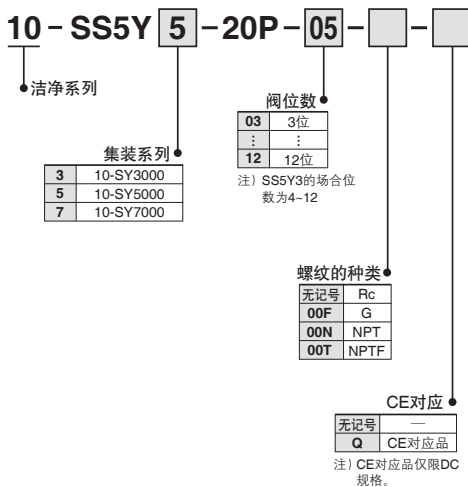 10－SS5Y 5－20P－05－□－□
洁净系列
阀位数
03 3位
⋮ ⋮
12 12位
注）SS5Y3的场合位
数为4~12
集装系列
3 10-SY3000
5 10-SY5000
7 10-SY7000
螺纹的种类
无记号 Rc
00F G
00N NPT
00T NPTF
CE对应
无记号 —
Q CE对应品
注）CE对应品仅限DC
规格。